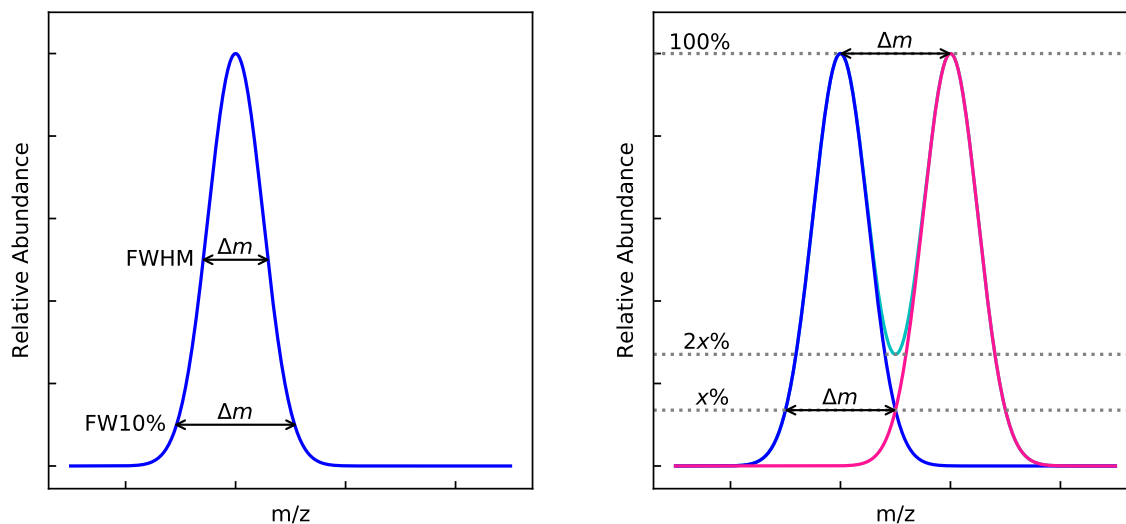 Relative Abundance
FWHM
Δm
FW10%
Δm
m/z
Relative Abundance
100%
Δm
2x%
x%
Δm
m/z